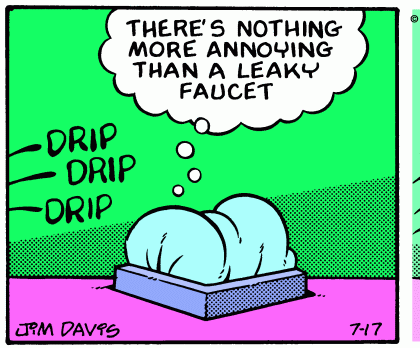 THERE'S NOTHING
MORE ANNOYING
THAN A LEAKY
FAUCET
DRIP
DRIP
DRIP
JIM DAVIS
7-17
©